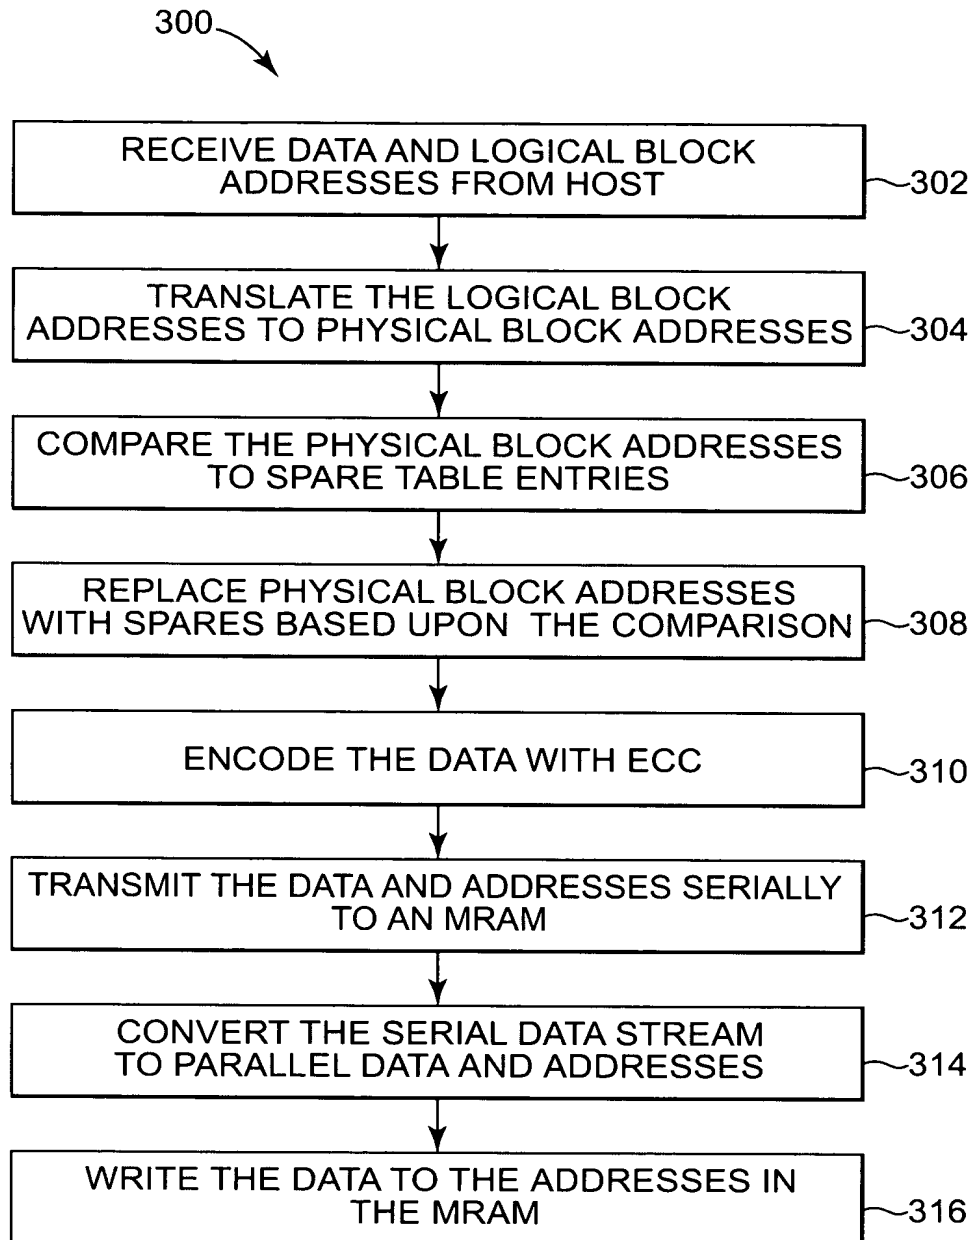 300
RECEIVE DATA AND LOGICAL BLOCK
ADDRESSES FROM HOST
302
TRANSLATE THE LOGICAL BLOCK
ADDRESSES TO PHYSICAL BLOCK ADDRESSES
304
COMPARE THE PHYSICAL BLOCK ADDRESSES
TO SPARE TABLE ENTRIES
306
REPLACE PHYSICAL BLOCK ADDRESSES
WITH SPARES BASED UPON THE COMPARISON
308
ENCODE THE DATA WITH ECC
310
TRANSMIT THE DATA AND ADDRESSES SERIALLY
TO AN MRAM
312
CONVERT THE SERIAL DATA STREAM
TO PARALLEL DATA AND ADDRESSES
314
WRITE THE DATA TO THE ADDRESSES IN
THE MRAM
316